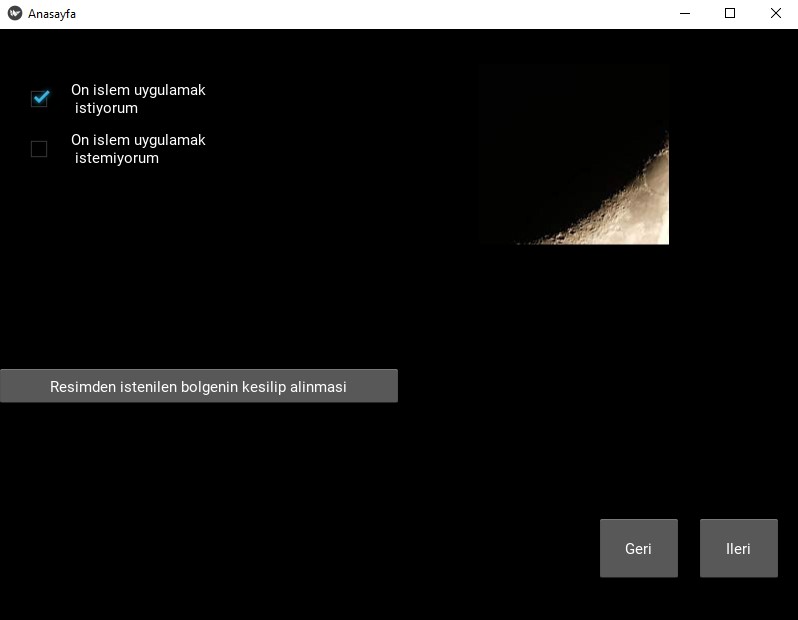 Anasayfa
On islem uygulamak
istiyorum
On islem uygulamak
istemiyorum
Resimden istenilen bolgenin kesilip alinmasi
Geri
Ileri